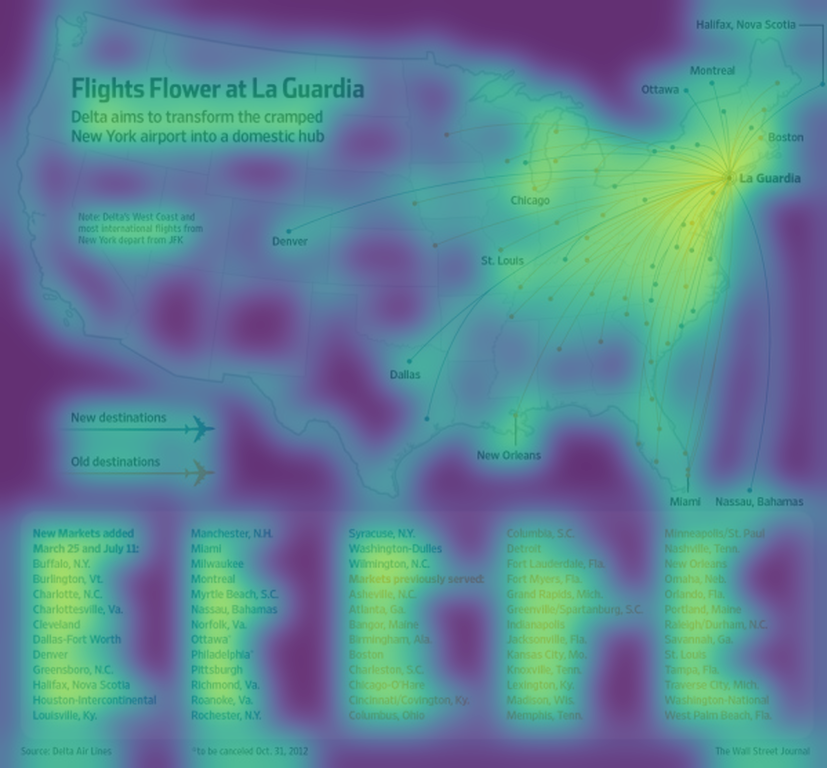 Halifax, Nova Scotia
Montreal
Ottawa
Flights Flower at La Guardia
Delta aims to transform the cramped
New York airport into a domestic hub
Boston
La Guardia
Chicago
Note: Delta's West Coast and
most international flights from
New York depart from JFK
Denver
St. Louis
Dallas
New destinations
New Orleans
Old destinations
Miami
Nassau, Bahamas
New Markets added
March 25 and July 11:
Buffalo, N.Y.
Burlington, Vt.
Charlotte, N.C.
Charlottesville, Va.
Cleveland
Dallas-Fort Worth
Denver
Greensboro, N.C.
Halifax, Nova Scotia
Houston-Intercontinental
Louisville, Ky.
Manchester, N.H.
Miami
Milwaukee
Montreal
Myrtle Beach, S.C.
Nassau, Bahamas
Norfolk, Va.
Ottawa*
Philadelphia*
Pittsburgh
Richmond, Va.
Roanoke, Va.
Rochester, N.Y.
Syracuse, N.Y.
Washington-Dulles
Wilmington, N.C.
Markets previously served:
Asheville, N.C.
Atlanta, Ga.
Bangor, Maine
Birmingham, Ala.
Boston
Charleston, S.C.
Chicago-O'Hare
Cincinnati/Covington, Ky.
Columbus, Ohio
Columbia, S.C.
Detroit
Fort Lauderdale, Fla.
Fort Myers, Fla.
Grand Rapids, Mich.
Greenville/Spartanburg, S.C.
Indianapolis
Jacksonville, Fla.
Kansas City, Mo.
Knoxville, Tenn.
Lexington, Ky.
Madison, Wis.
Memphis, Tenn.
Minneapolis/St. Paul
Nashville, Tenn.
New Orleans
Omaha, Neb.
Orlando, Fla.
Portland, Maine
Raleigh/Durham, N.C.
Savannah, Ga.
St. Louis
Tampa, Fla.
Traverse City, Mich.
Washington-National
West Palm Beach, Fla.
Source: Delta Air Lines
*to be canceled Oct. 31, 2012
The Wall Street Journal